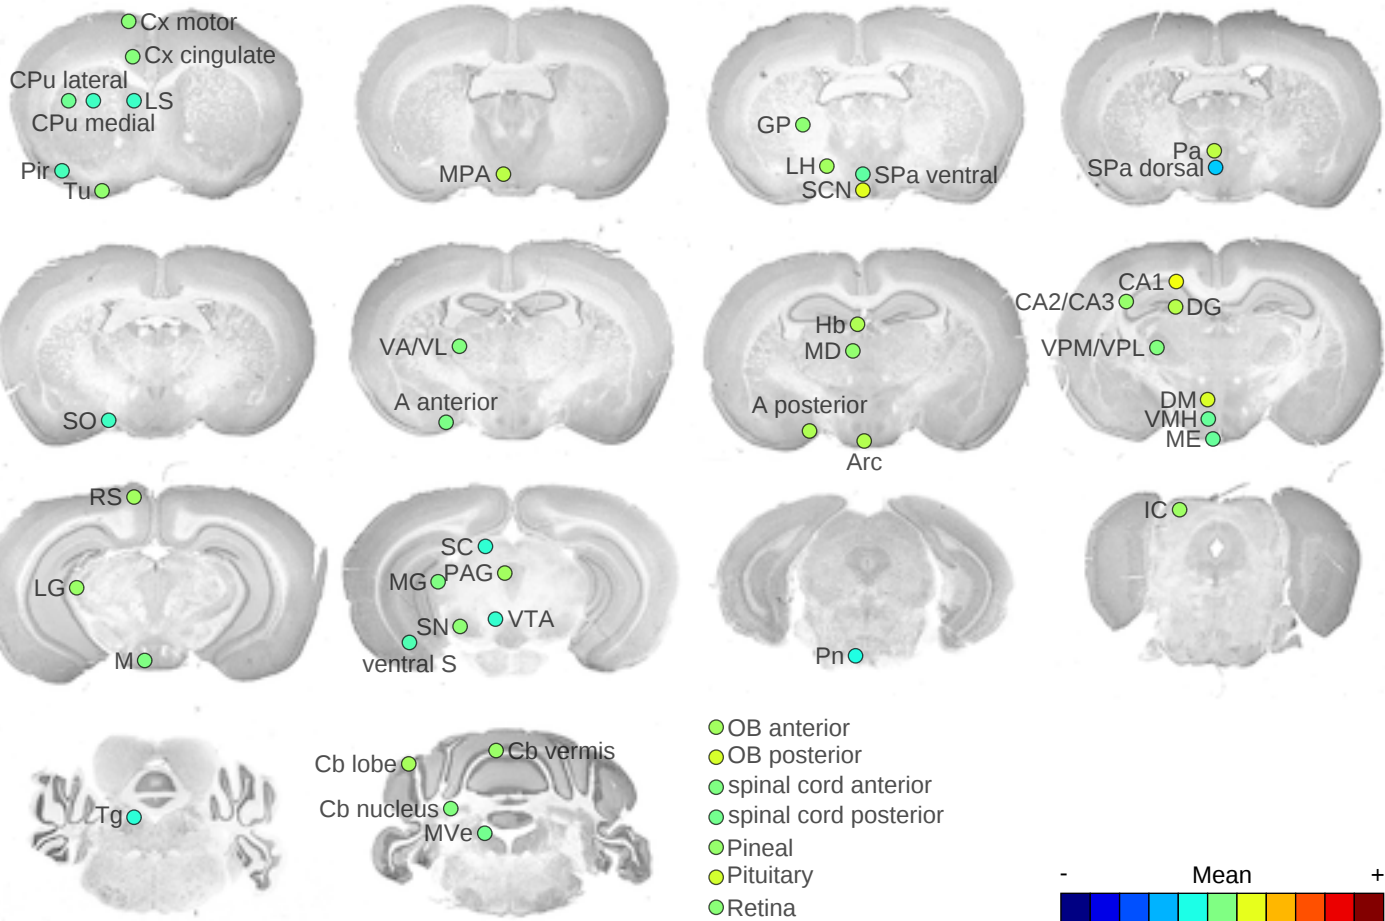 Cx motor
Cx cingulate
CPu lateral
LS
CPu medial
Pir
Tu
MPA
GP
LH
SPa ventral
SCN
Pa
SPa dorsal
SO
VA/VL
A anterior
Hb
MD
A posterior
Arc
CA1
CA2/CA3
DG
VPM/VPL
DM
VMH
ME
RS
LG
M
SC
PAG
MG
VTA
SN
ventral S
Pn
IC
Tg
Cb vermis
Cb lobe
Cb nucleus
MVe
OB anterior
OB posterior
spinal cord anterior
spinal cord posterior
Pineal
Pituitary
Retina
- Mean +